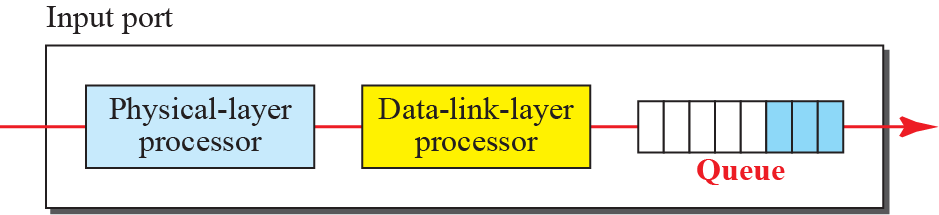 Input port
Physical-layer
processor
Data-link-layer
processor
Queue